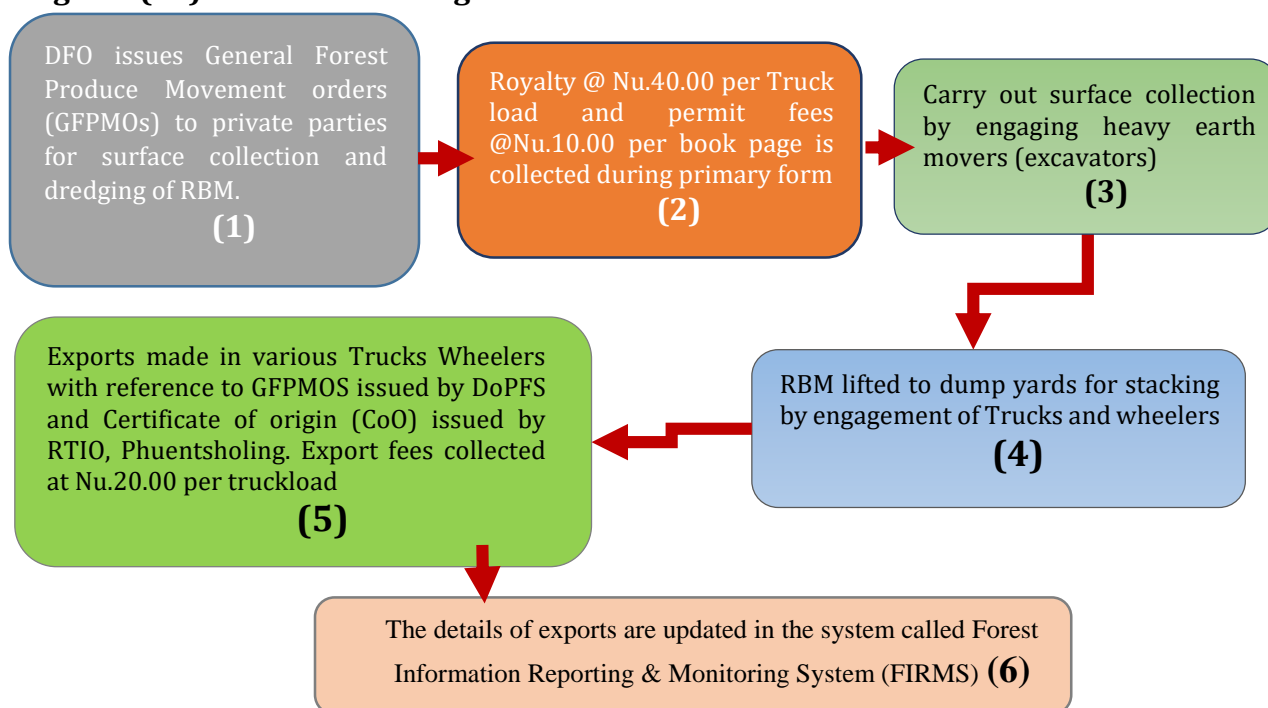 DFO issues General Forest
Produce Movement orders
(GFPMOs) to private parties
for surface collection and
dredging of RBM.
(1)
Royalty @ Nu.40.00 per Truck
load and permit fees
@Nu.10.00 per book page is
collected during primary form
(2)
Carry out surface collection
by engaging heavy earth
movers (excavators)
(3)
RBM lifted to dump yards for stacking
by engagement of Trucks and wheelers
(4)
Exports made in various Trucks Wheelers
with reference to GFPMOS issued by DoPFS
and Certificate of origin (CoO) issued by
RTIO, Phuentsholing. Export fees collected
at Nu.20.00 per truckload
(5)
The details of exports are updated in the system called Forest
Information Reporting & Monitoring System (FIRMS) (6)